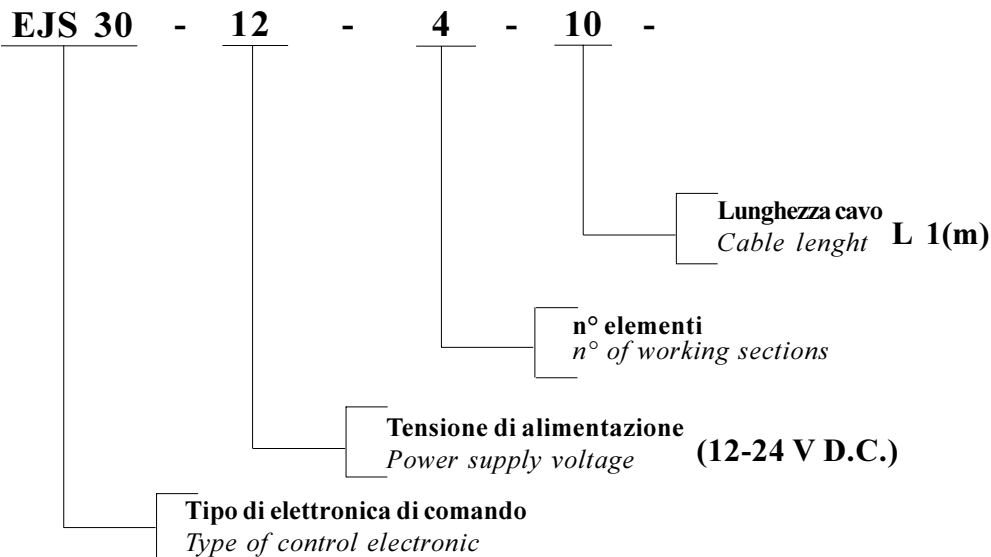 EJS 30 - 12 - 4 - 10 -
Lunghezza cavo
Cable lenght L 1(m)
n° elementi
n° of working sections
Tensione di alimentazione
Power supply voltage (12-24 V D.C.)
Tipo di elettronica di comando
Type of control electronic